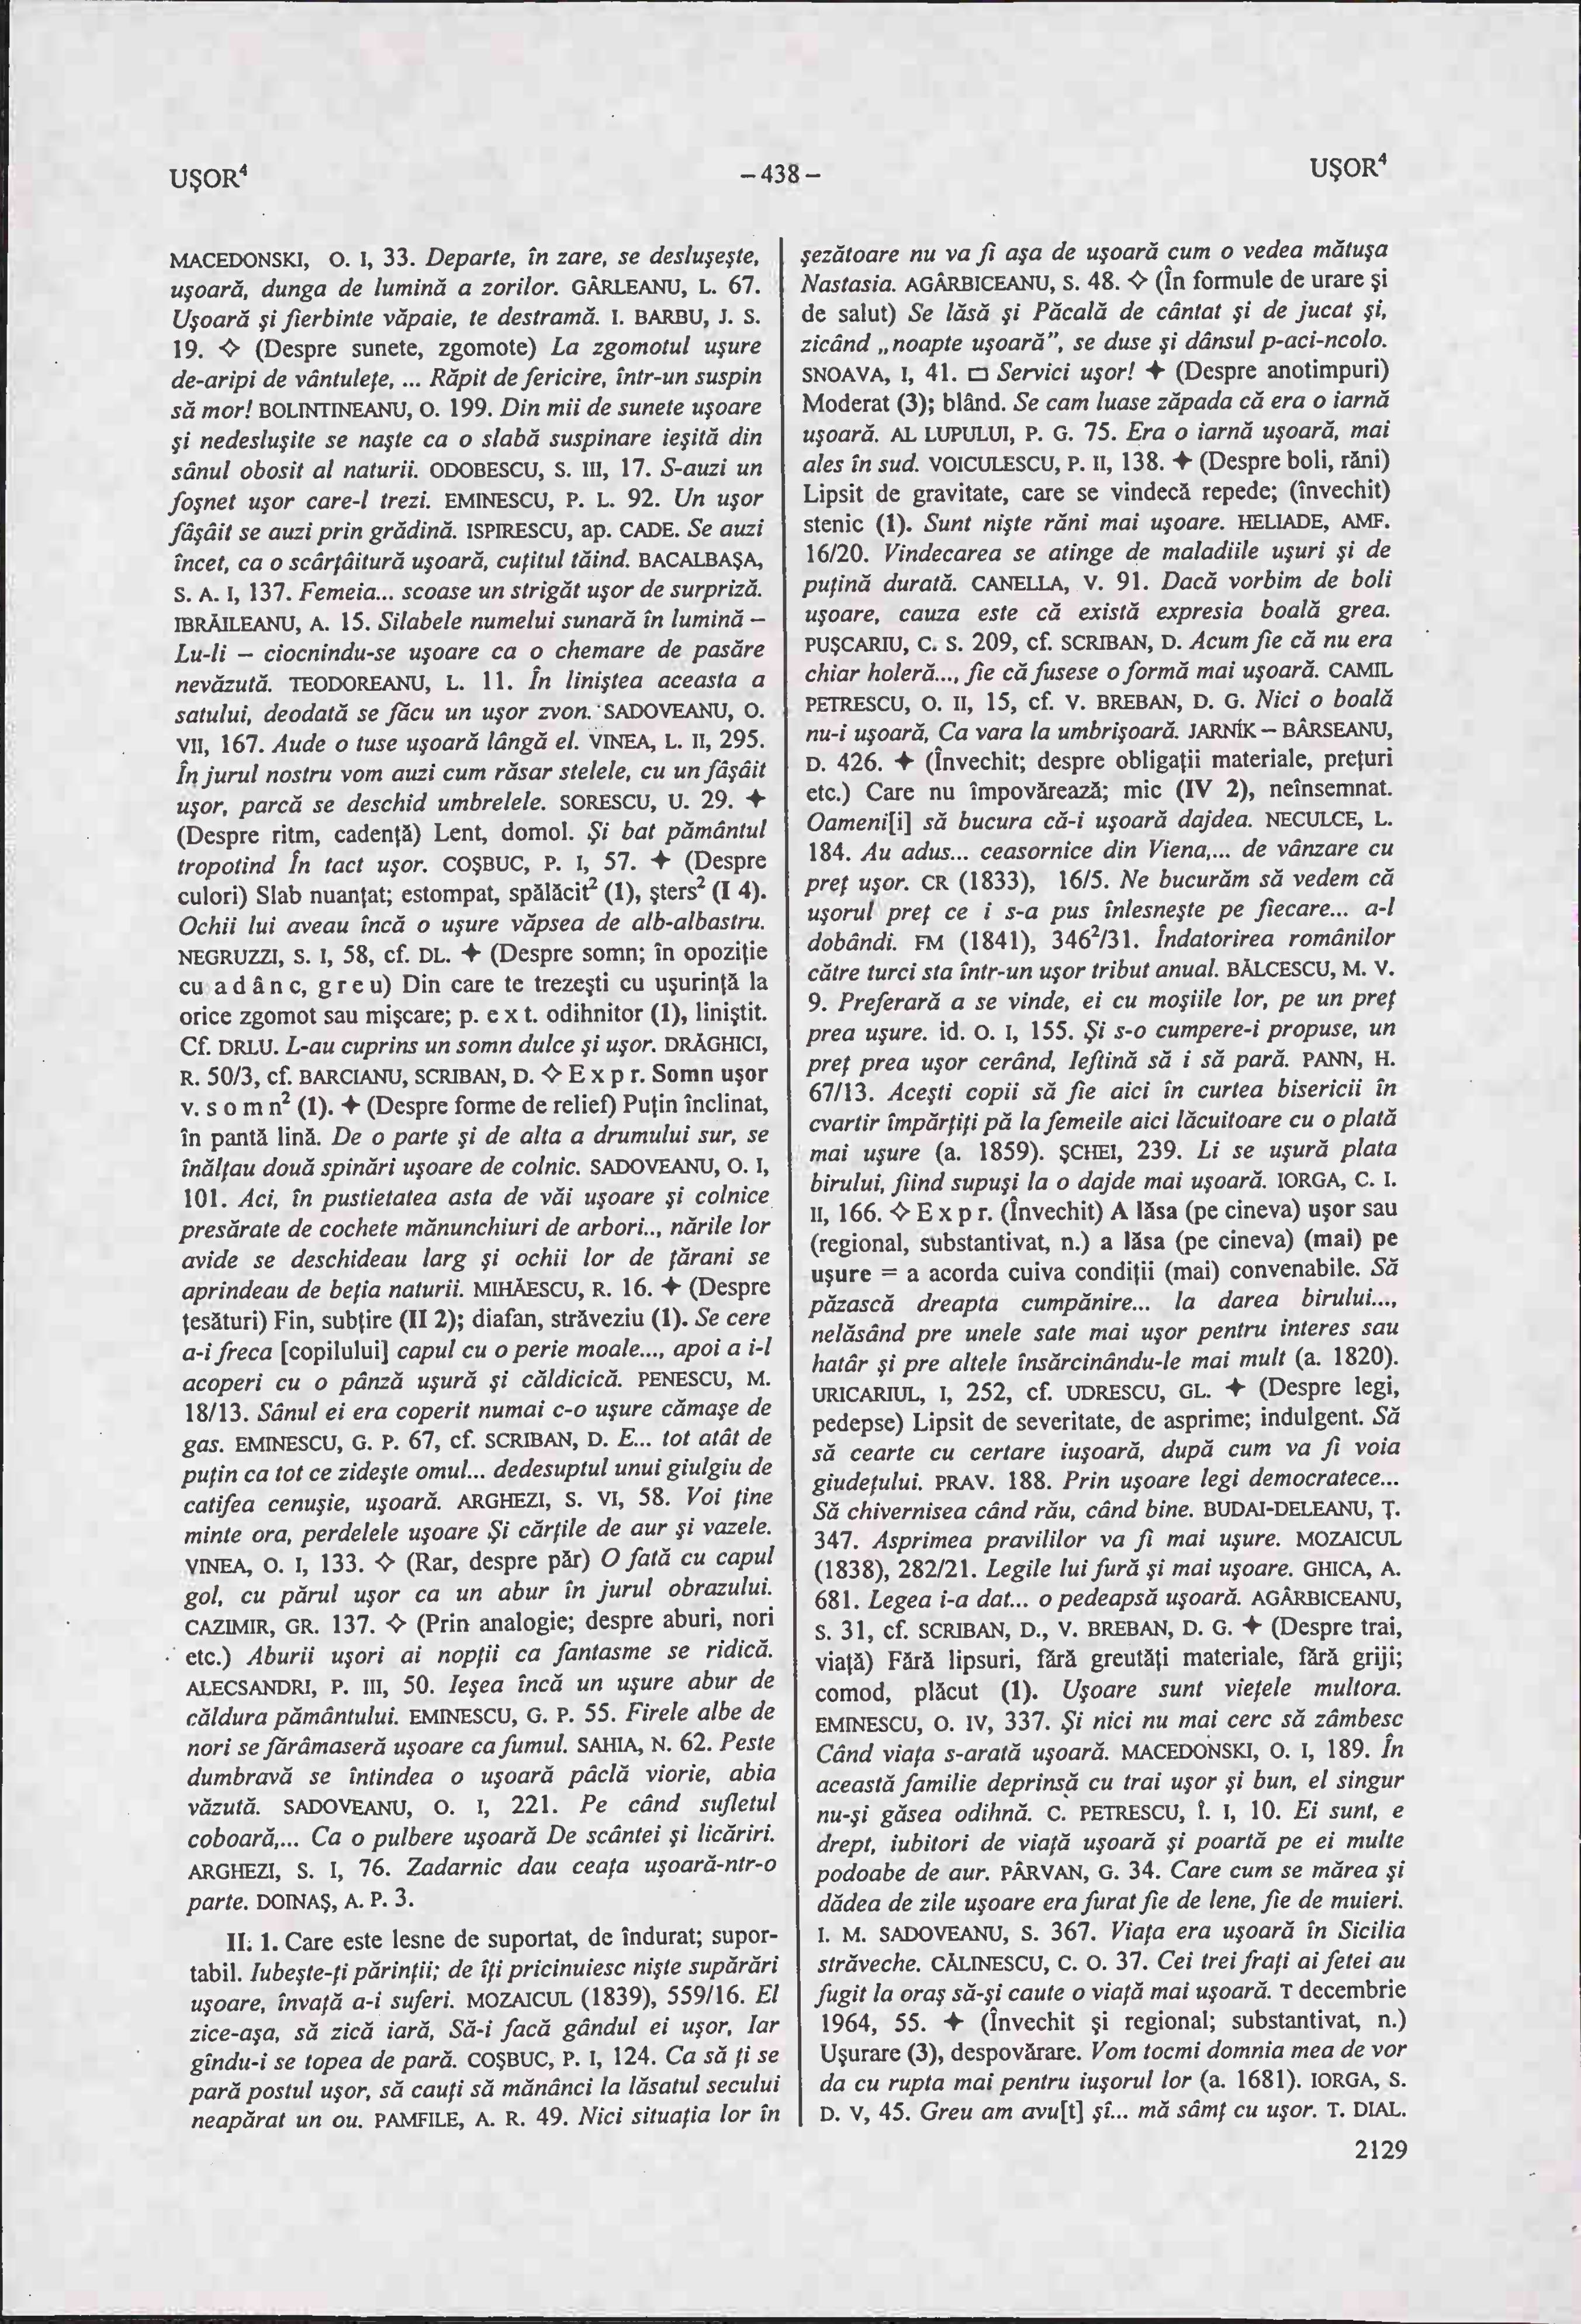 UŞOR⁴
– 438 –
UŞOR⁴
MACEDONSKI, O. I, 33. Departe, în zare, se desluşeşte,
uşoară, dunga de lumină a zorilor. GÂRLEANU, L. 67.
Uşoară şi fierbinte văpaie, te destramă. I. BARBU, J. S.
19. ✧ (Despre sunete, zgomote) La zgomotul uşure
de-aripi de vântuleţe, ... Răpit de fericire, într-un suspin
să mor! BOLINTINEANU, O. 199. Din mii de sunete uşoare
şi nedesluşite se naşte ca o slabă suspinare ieşită din
sânul obosit al naturii. ODOBESCU, S. III, 17. S-auzi un
foşnet uşor care-l trezi. EMINESCU, P. L. 92. Un uşor
fâşâit se auzi prin grădină. ISPIRESCU, ap. CADE. Se auzi
încet, ca o scârţâitură uşoară, cuţitul tăind. BACALBAŞA,
S. A. I, 137. Femeia... scoase un strigăt uşor de surpriză.
IBRĂILEANU, A. 15. Silabele numelui sunară în lumină –
Lu-li – ciocnindu-se uşoare ca o chemare de pasăre
nevăzută. TEODOREANU, L. 11. În liniştea aceasta a
satului, deodată se făcu un uşor zvon. SADOVEANU, O.
VII, 167. Aude o tuse uşoară lângă el. VINEA, L. II, 295.
În jurul nostru vom auzi cum răsar stelele, cu un fâşâit
uşor, parcă se deschid umbrelele. SORESCU, U. 29. ✦
(Despre ritm, cadenţă) Lent, domol. Şi bat pământul
tropotind În tact uşor. COŞBUC, P. I, 57. ✦ (Despre
culori) Slab nuanţat; estompat, spălăcit² (1), şters² (I 4).
Ochii lui aveau încă o uşure văpsea de alb-albastru.
NEGRUZZI, S. I, 58, cf. DL. ✦ (Despre somn; în opoziţie
cu a d â n c, g r e u) Din care te trezeşti cu uşurinţă la
orice zgomot sau mişcare; p. e x t. odihnitor (1), liniştit.
Cf. DRLU. L-au cuprins un somn dulce şi uşor. DRĂGHICI,
R. 50/3, cf. BARCIANU, SCRIBAN, D. ✧ E x p r. Somn uşor
v. s o m n² (1). ✦ (Despre forme de relief) Puţin înclinat,
în pantă lină. De o parte şi de alta a drumului sur, se
înălţau două spinări uşoare de colnic. SADOVEANU, O. I,
101. Aci, în pustietatea asta de văi uşoare şi colnice
presărate de cochete mănunchiuri de arbori.., nările lor
avide se deschideau larg şi ochii lor de ţărani se
aprindeau de beţia naturii. MIHĂESCU, R. 16. ✦ (Despre
ţesături) Fin, subţire (II 2); diafan, străveziu (1). Se cere
a-i freca [copilului] capul cu o perie moale..., apoi a i-l
acoperi cu o pânză uşură şi căldicică. PENESCU, M.
18/13. Sânul ei era coperit numai c-o uşure cămaşe de
gas. EMINESCU, G. P. 67, cf. SCRIBAN, D. E... tot atât de
puţin ca tot ce zideşte omul... dedesuptul unui giulgiu de
catifea cenuşie, uşoară. ARGHEZI, S. VI, 58. Voi ţine
minte ora, perdelele uşoare Şi cărţile de aur şi vazele.
VINEA, O. I, 133. ✧ (Rar, despre păr) O fată cu capul
gol, cu părul uşor ca un abur în jurul obrazului.
CAZIMIR, GR. 137. ✧ (Prin analogie; despre aburi, nori
etc.) Aburii uşori ai nopţii ca fantasme se ridică.
ALECSANDRI, P. III, 50. Ieşea încă un uşure abur de
căldura pământului. EMINESCU, G. P. 55. Firele albe de
nori se fărâmaseră uşoare ca fumul. SAHIA, N. 62. Peste
dumbravă se întindea o uşoară pâclă viorie, abia
văzută. SADOVEANU, O. I, 221. Pe când sufletul
coboară,... Ca o pulbere uşoară De scântei şi licăriri.
ARGHEZI, S. I, 76. Zadarnic dau ceaţa uşoară-ntr-o
parte. DOINAŞ, A. P. 3.
II. 1. Care este lesne de suportat, de îndurat; supor-
tabil. Iubeşte-ţi părinţii; de îţi pricinuiesc nişte supărări
uşoare, învaţă a-i suferi. MOZAICUL (1839), 559/16. El
zice-aşa, să zică iară, Să-i facă gândul ei uşor, Iar
gîndu-i se topea de pară. COŞBUC, P. I, 124. Ca să ţi se
pară postul uşor, să cauţi să mănânci la lăsatul secului
neapărat un ou. PAMFILE, A. R. 49. Nici situaţia lor în
şezătoare nu va fi aşa de uşoară cum o vedea mătuşa
Nastasia. AGÂRBICEANU, S. 48. ✧ (În formule de urare şi
de salut) Se lăsă şi Păcală de cântat şi de jucat şi,
zicând „noapte uşoară”, se duse şi dânsul p-aci-ncolo.
SNOAVA, I, 41. □ Servici uşor! ✦ (Despre anotimpuri)
Moderat (3); blând. Se cam luase zăpada că era o iarnă
uşoară. AL LUPULUI, P. G. 75. Era o iarnă uşoară, mai
ales în sud. VOICULESCU, P. II, 138. ✦ (Despre boli, răni)
Lipsit de gravitate, care se vindecă repede; (învechit)
stenic (1). Sunt nişte răni mai uşoare. HELIADE, AMF.
16/20. Vindecarea se atinge de maladiile uşuri şi de
puţină durată. CANELLA, V. 91. Dacă vorbim de boli
uşoare, cauza este că există expresia boală grea.
PUŞCARIU, C. S. 209, cf. SCRIBAN, D. Acum fie că nu era
chiar holeră..., fie că fusese o formă mai uşoară. CAMIL
PETRESCU, O. II, 15, cf. V. BREBAN, D. G. Nici o boală
nu-i uşoară, Ca vara la umbrişoară. JARNÍK – BÂRSEANU,
D. 426. ✦ (Învechit; despre obligaţii materiale, preţuri
etc.) Care nu împovărează; mic (IV 2), neînsemnat.
Oameni[i] să bucura că-i uşoară dajdea. NECULCE, L.
184. Au adus... ceasornice din Viena,... de vânzare cu
preţ uşor. CR (1833), 16/5. Ne bucurăm să vedem că
uşorul preţ ce i s-a pus înlesneşte pe fiecare... a-l
dobândi. FM (1841), 346²/31. Îndatorirea românilor
către turci sta într-un uşor tribut anual. BĂLCESCU, M. V.
9. Preferară a se vinde, ei cu moşiile lor, pe un preţ
prea uşure. id. O. I, 155. Şi s-o cumpere-i propuse, un
preţ prea uşor cerând, Ieftină să i să pară. PANN, H.
67/13. Aceşti copii să fie aici în curtea bisericii în
cvartir împărţiţi pă la femeile aici lăcuitoare cu o plată
mai uşure (a. 1859). ŞCHEI, 239. Li se uşură plata
birului, fiind supuşi la o dajde mai uşoară. IORGA, C. I.
II, 166. ✧ E x p r. (Învechit) A lăsa (pe cineva) uşor sau
(regional, substantivat, n.) a lăsa (pe cineva) (mai) pe
uşure = a acorda cuiva condiţii (mai) convenabile. Să
păzască dreapta cumpănire... la darea birului...,
nelăsând pre unele sate mai uşor pentru interes sau
hatâr şi pre altele însărcinându-le mai mult (a. 1820).
URICARIUL, I, 252, cf. UDRESCU, GL. ✦ (Despre legi,
pedepse) Lipsit de severitate, de asprime; indulgent. Să
să cearte cu certare iuşoară, după cum va fi voia
giudeţului. PRAV. 188. Prin uşoare legi democratece...
Să chivernisea când rău, când bine. BUDAI-DELEANU, Ţ.
347. Asprimea pravililor va fi mai uşure. MOZAICUL
(1838), 282/21. Legile lui fură şi mai uşoare. GHICA, A.
681. Legea i-a dat... o pedeapsă uşoară. AGÂRBICEANU,
S. 31, cf. SCRIBAN, D., V. BREBAN, D. G. ✦ (Despre trai,
viaţă) Fără lipsuri, fără greutăţi materiale, fără griji;
comod, plăcut (1). Uşoare sunt vieţele multora.
EMINESCU, O. IV, 337. Şi nici nu mai cerc să zâmbesc
Când viaţa s-arată uşoară. MACEDONSKI, O. I, 189. În
această familie deprinsă cu trai uşor şi bun, el singur
nu-şi găsea odihnă. C. PETRESCU, Î. I, 10. Ei sunt, e
drept, iubitori de viaţă uşoară şi poartă pe ei multe
podoabe de aur. PÂRVAN, G. 34. Care cum se mărea şi
dădea de zile uşoare era furat fie de lene, fie de muieri.
I. M. SADOVEANU, S. 367. Viaţa era uşoară în Sicilia
străveche. CĂLINESCU, C. O. 37. Cei trei fraţi ai fetei au
fugit la oraş să-şi caute o viaţă mai uşoară. T decembrie
1964, 55. ✦ (Învechit şi regional; substantivat, n.)
Uşurare (3), despovărare. Vom tocmi domnia mea de vor
da cu rupta mai pentru iuşorul lor (a. 1681). IORGA, S.
D. V, 45. Greu am avu[t] şî... mă sâmţ cu uşor. T. DIAL.
2129